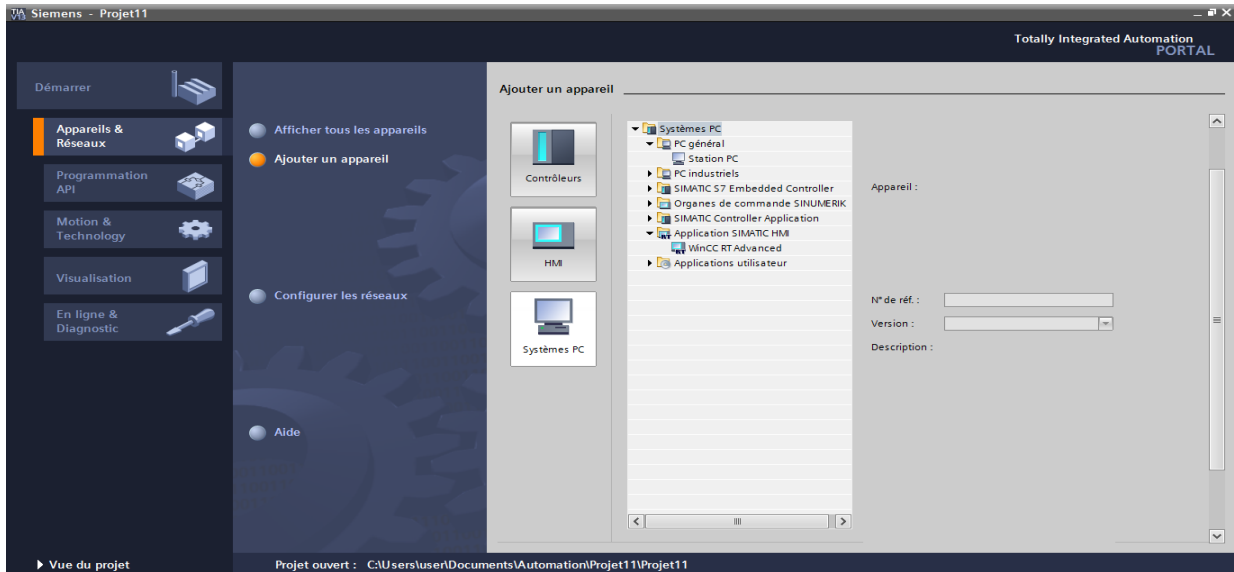 TIA
V13
Siemens - Projet11
Totally Integrated Automation
PORTAL
Démarrer
Appareils &
Réseaux
Programmation
API
Motion &
Technology
Visualisation
En ligne &
Diagnostic
Vue du projet
Afficher tous les appareils
Ajouter un appareil
Configurer les réseaux
Aide
Ajouter un appareil
Contrôleurs
HMI
Systèmes PC
Systèmes PC
PC général
Station PC
PC industriels
SIMATIC S7 Embedded Controller
Organes de commande SINUMERIK
SIMATIC Controller Application
Application SIMATIC HMI
WinCC RT Advanced
Applications utilisateur
Appareil :
N° de réf. :
Version :
Description :
Projet ouvert : C:\Users\user\Documents\Automation\Projet11\Projet11